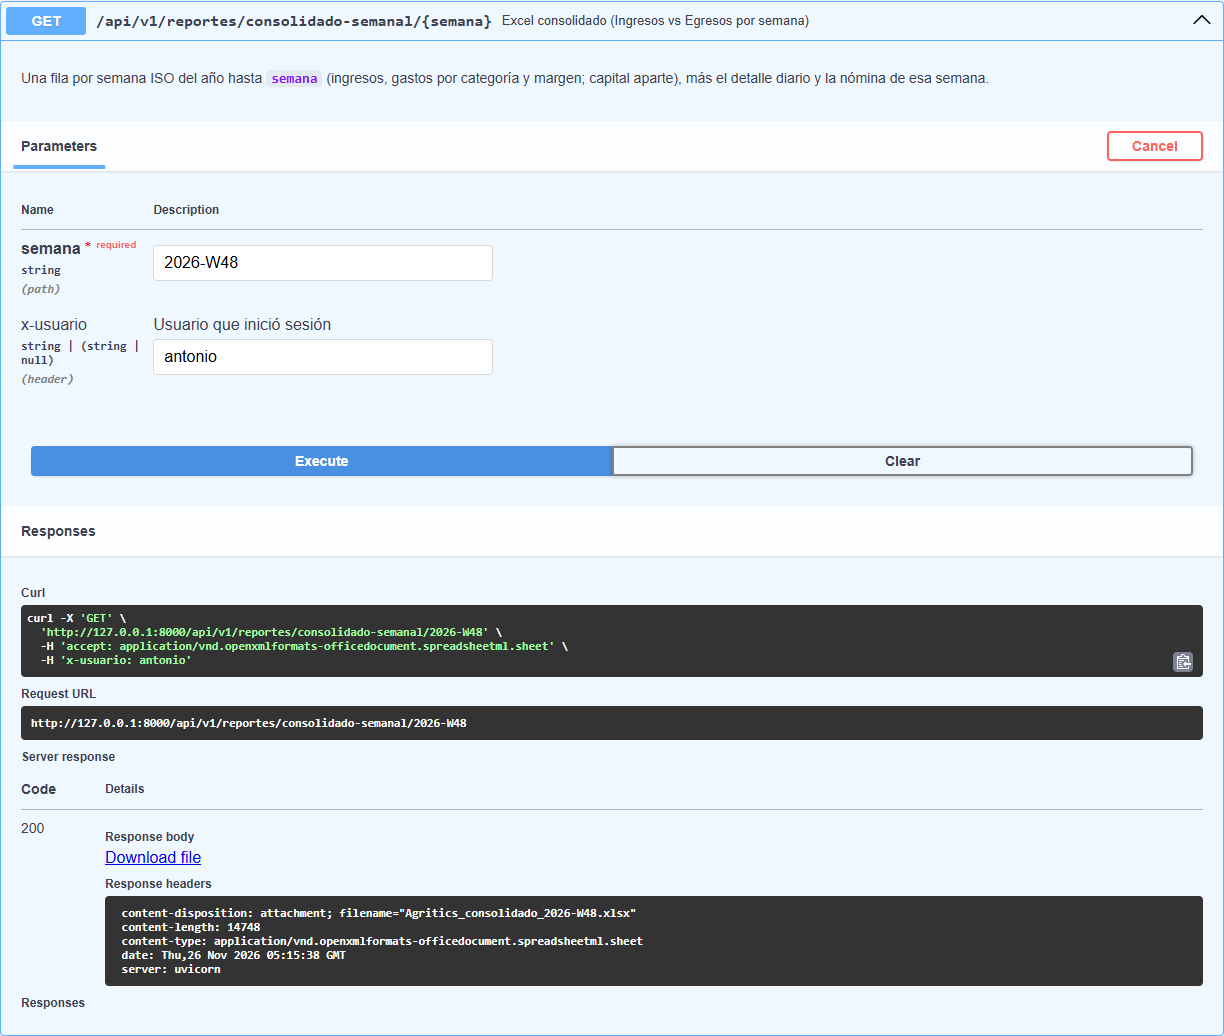 GET /api/v1/reportes/consolidado-semanal/{semana} Excel consolidado (Ingresos vs Egresos por semana)
Una fila por semana ISO del año hasta semana (ingresos, gastos por categoría y margen; capital aparte), más el detalle diario y la nómina de esa semana.
Parameters
Cancel
Name Description
semana * required
string
(path)
2026-W48
x-usuario
string | (string |
null)
(header)
Usuario que inició sesión
antonio
Execute
Clear
Responses
Curl
curl -X 'GET' \
'http://127.0.0.1:8000/api/v1/reportes/consolidado-semanal/2026-W48' \
-H 'accept: application/vnd.openxmlformats-officedocument.spreadsheetml.sheet' \
-H 'x-usuario: antonio'
Request URL
http://127.0.0.1:8000/api/v1/reportes/consolidado-semanal/2026-W48
Server response
Code Details
200
Response body
Download file
Response headers
content-disposition: attachment; filename="Agritics_consolidado_2026-W48.xlsx"
content-length: 14748
content-type: application/vnd.openxmlformats-officedocument.spreadsheetml.sheet
date: Thu,26 Nov 2026 05:15:38 GMT
server: uvicorn
Responses